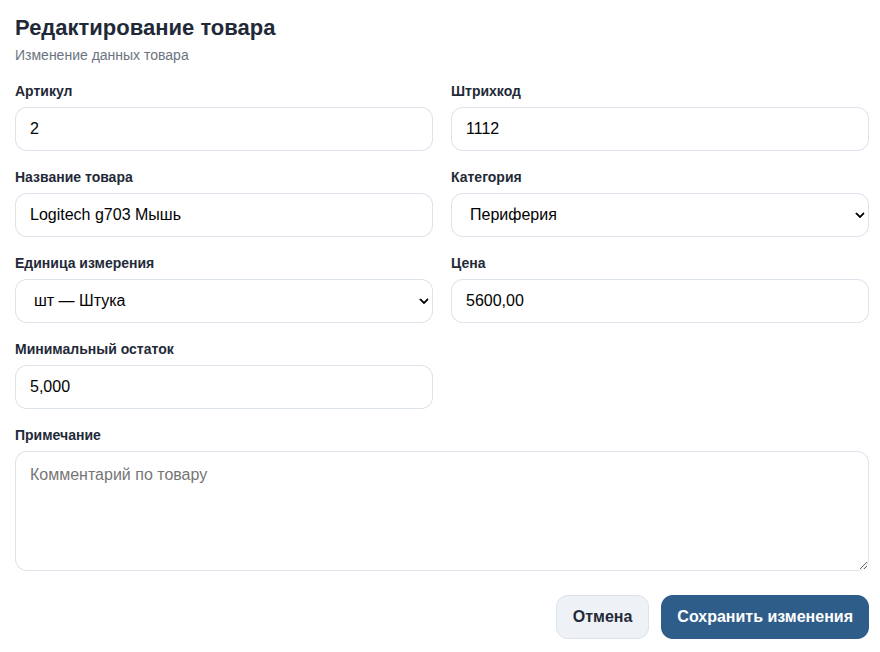 Редактирование товара
Изменение данных товара
Артикул
Штрихкод
2
1112
Название товара
Категория
Logitech g703 Мышь
Периферия
Единица измерения
Цена
шт — Штука
5600,00
Минимальный остаток
5,000
Примечание
Комментарий по товару
Отмена
Сохранить изменения